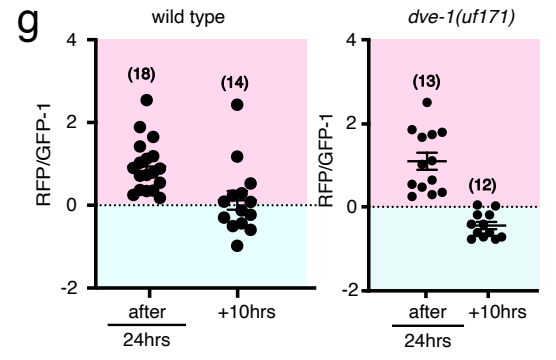 g
wild type
dve-1(uf171)
4
(18)
(14)
2
0
-2
RFP/GFP-1
after
+10hrs
24hrs
4
(13)
(12)
2
0
-2
RFP/GFP-1
after
+10hrs
24hrs